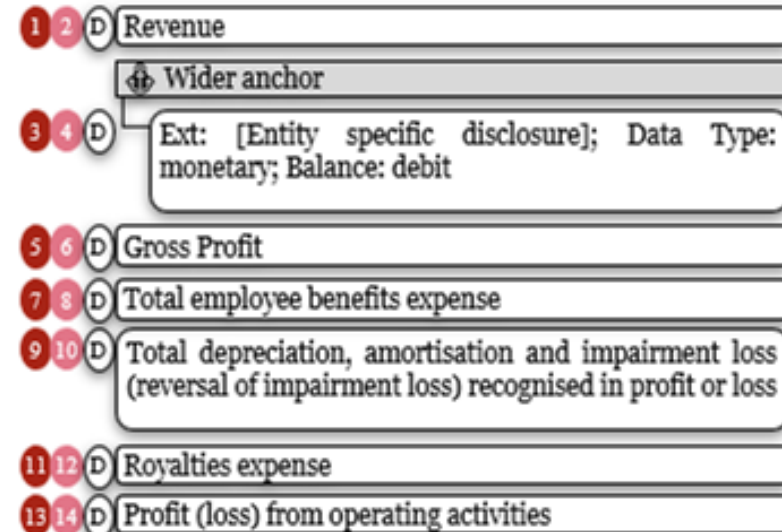 1 2 D Revenue
Wider anchor
3 4 D Ext: [Entity specific disclosure]; Data Type:
monetary; Balance: debit
5 6 D Gross Profit
7 8 D Total employee benefits expense
9 10 D Total depreciation, amortisation and impairment loss
(reversal of impairment loss) recognised in profit or loss
11 12 D Royalties expense
13 14 D Profit (loss) from operating activities